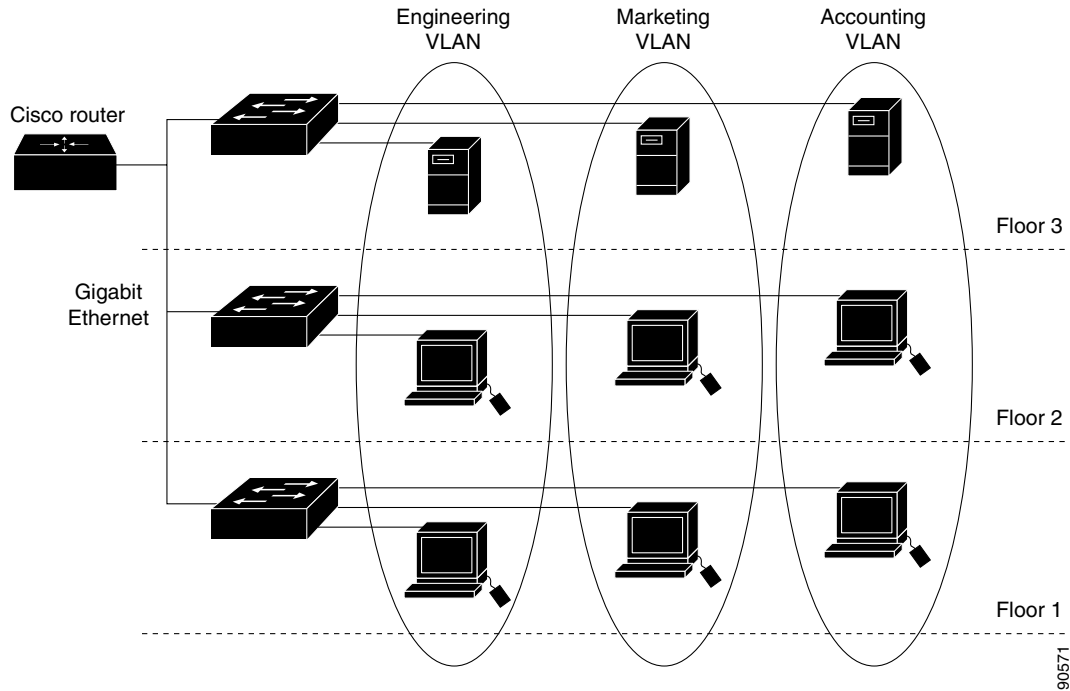 Engineering
VLAN
Marketing
VLAN
Accounting
VLAN
Cisco router
Floor 3
Gigabit
Ethernet
Floor 2
Floor 1
90571